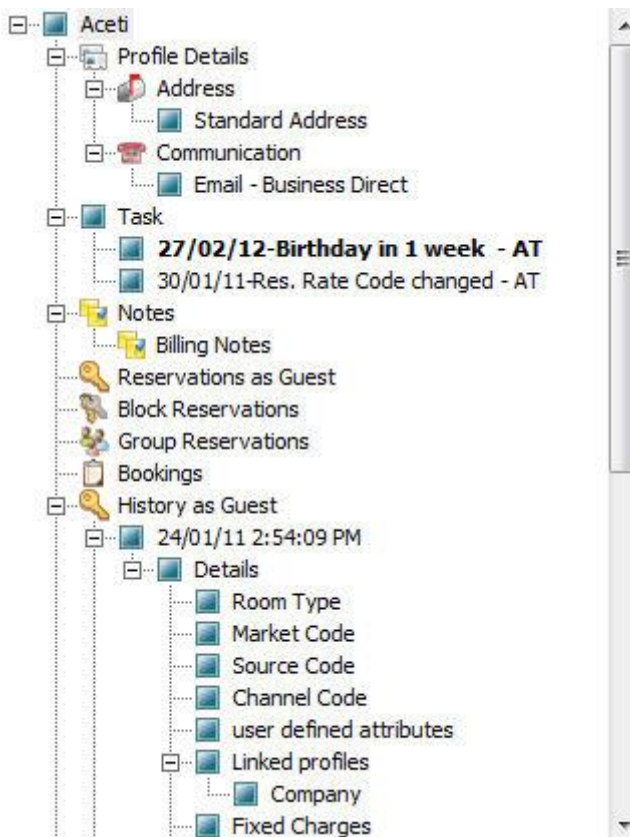 Aceti
Profile Details
Address
Standard Address
Communication
Email - Business Direct
Task
27/02/12-Birthday in 1 week - AT
30/01/11-Res. Rate Code changed - AT
Notes
Billing Notes
Reservations as Guest
Block Reservations
Group Reservations
Bookings
History as Guest
24/01/11 2:54:09 PM
Details
Room Type
Market Code
Source Code
Channel Code
user defined attributes
Linked profiles
Company
Fixed Charges